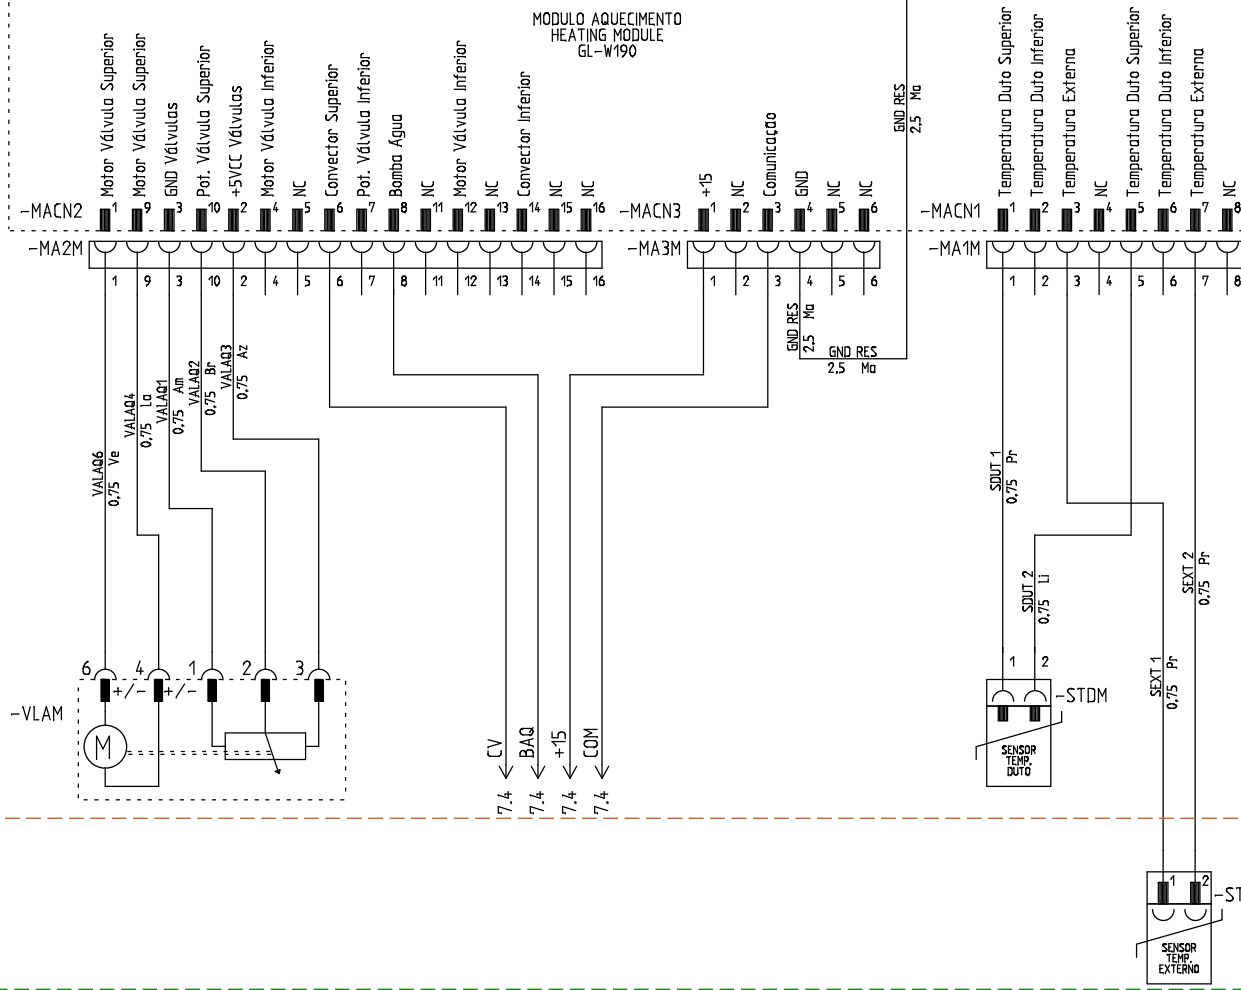 MODULO AQUECIMENTO
HEATING MODULE
GL-W190
Motor Válvula Superior
Motor Válvula Superior
GND Válvulas
Pot. Válvula Superior
+5VCC Válvulas
Motor Válvula Inferior
NC
Convector Superior
Pot. Válvula Inferior
Bomba Água
NC
Motor Válvula Inferior
NC
Convector Inferior
NC
NC
+15
NC
Comunicação
GND
NC
NC
GND RES
2,5 Ma
Temperatura Duto Superior
Temperatura Duto Inferior
Temperatura Externa
NC
Temperatura Duto Superior
Temperatura Duto Inferior
Temperatura Externa
NC
-MACN2 1 9 3 10 2 4 5 6 7 8 11 12 13 14 15 16
-MACN3 1 2 3 4 5 6
-MACN1 1 2 3 4 5 6 7 8
-MA2M
-MA3M
-MA1M
1 9 3 10 2 4 5 6 7 8 11 12 13 14 15 16
1 2 3 4 5 6
1 2 3 4 5 6 7 8
VALAQ6
0,75 Ve
VALAQ4
0,75 La
VALAQ1
0,75 Am
VALAQ2
0,75 Br
VALAQ3
0,75 Az
GND RES
2,5 Ma
GND RES
2,5 Ma
SDUT 1
0,75 Pr
SDUT 2
0,75 Li
SEXT 1
0,75 Pr
SEXT 2
0,75 Pr
6 4 1 2 3
+/- +/-
-VLAM
M
CV
7.4
BAQ
7.4
+15
7.4
COM
7.4
1 2
-STDM
SENSOR
TEMP.
DUTO
1 2
-ST
SENSOR
TEMP.
EXTERNO